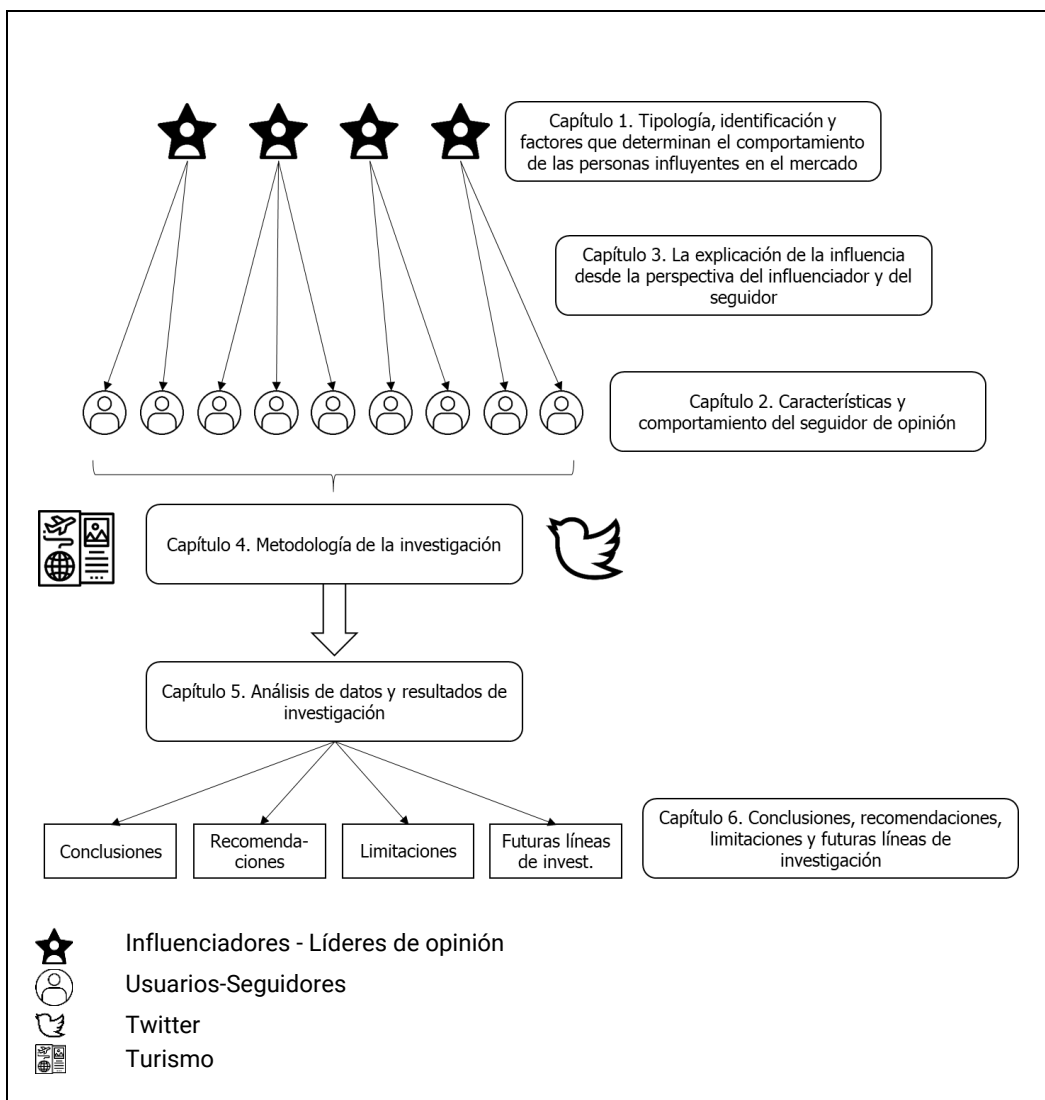 Capítulo 1. Tipología, identificación y
factores que determinan el comportamiento
de las personas influyentes en el mercado
Capítulo 3. La explicación de la influencia
desde la perspectiva del influenciador y del
seguidor
Capítulo 2. Características y
comportamiento del seguidor de opinión
Capítulo 4. Metodología de la investigación
Capítulo 5. Análisis de datos y resultados de
investigación
Conclusiones
Recomenda-
ciones
Limitaciones
Futuras líneas
de invest.
Capítulo 6. Conclusiones, recomendaciones,
limitaciones y futuras líneas de
investigación
Influenciadores - Líderes de opinión
Usuarios-Seguidores
Twitter
Turismo